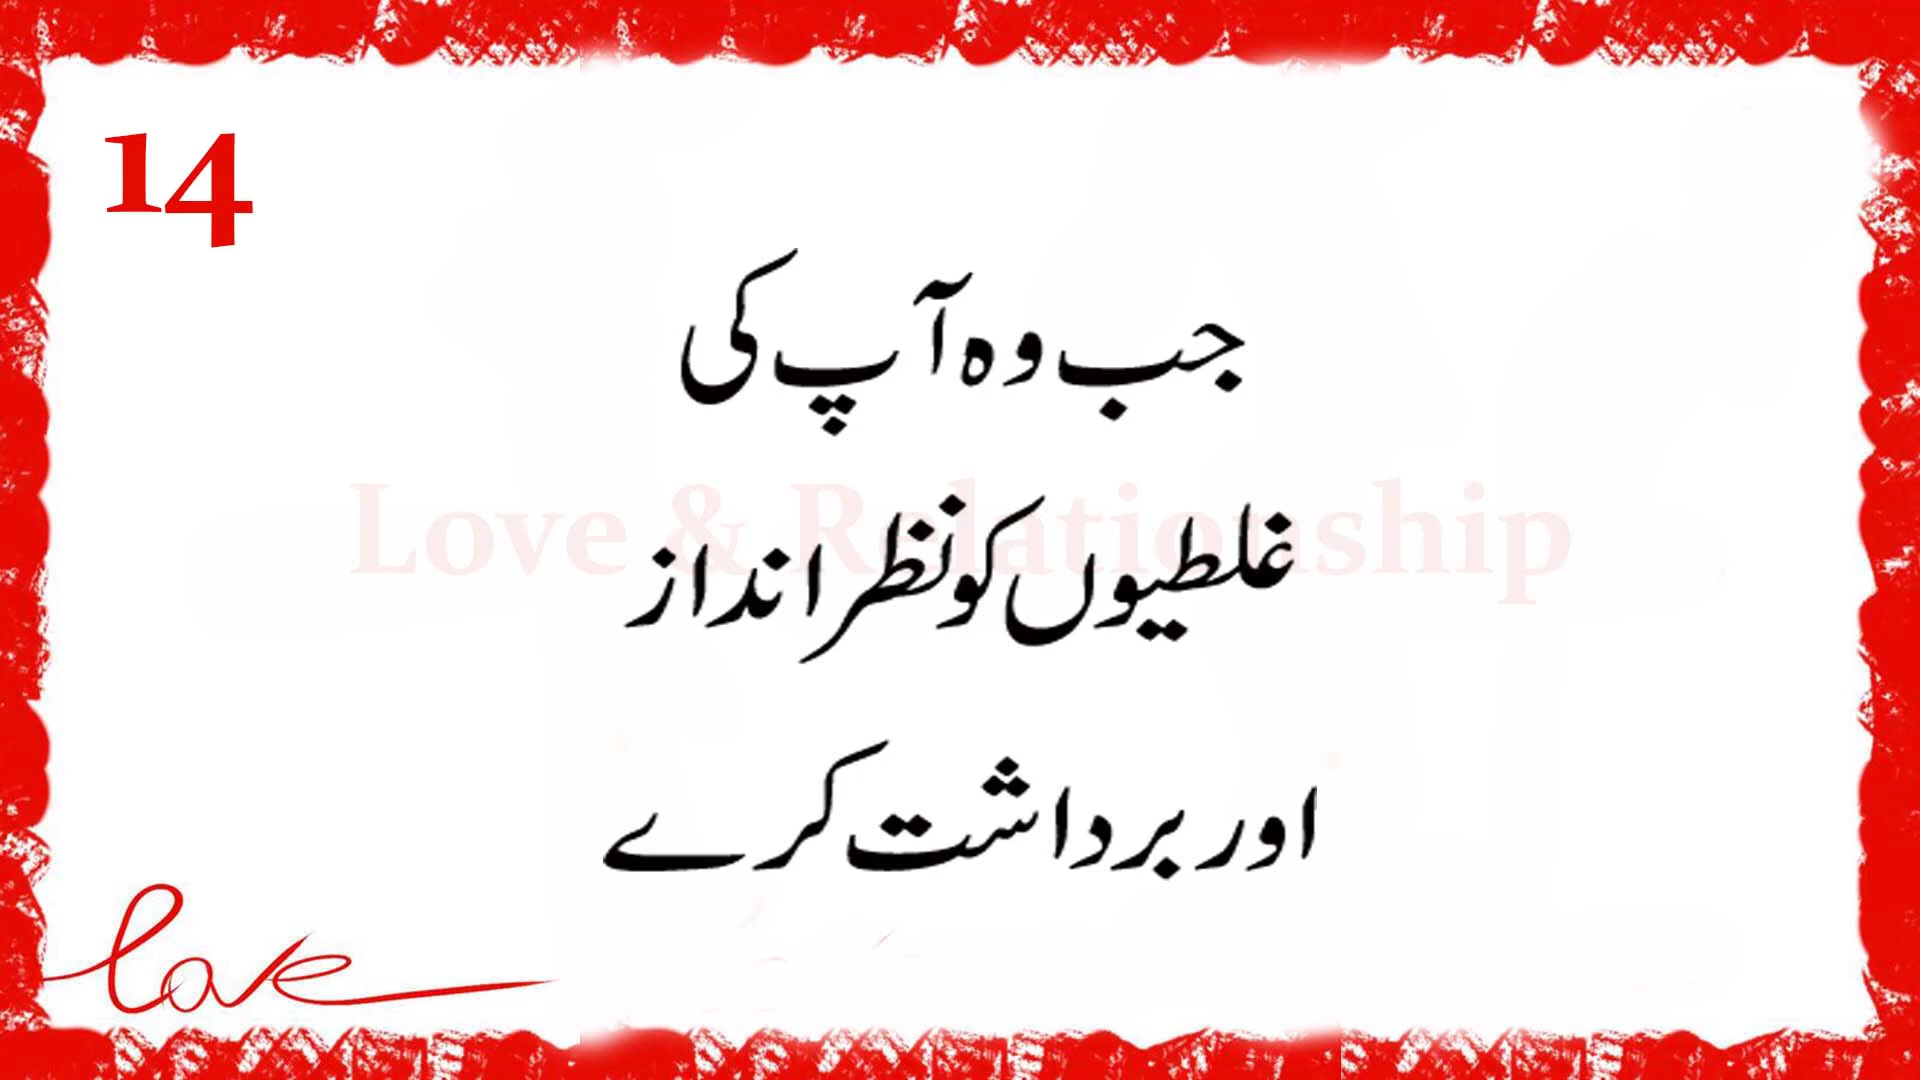 14
جب وہ آپ کی
Love & Relationship
غلطیوں کو نظر انداز
اور برداشت کرے
love